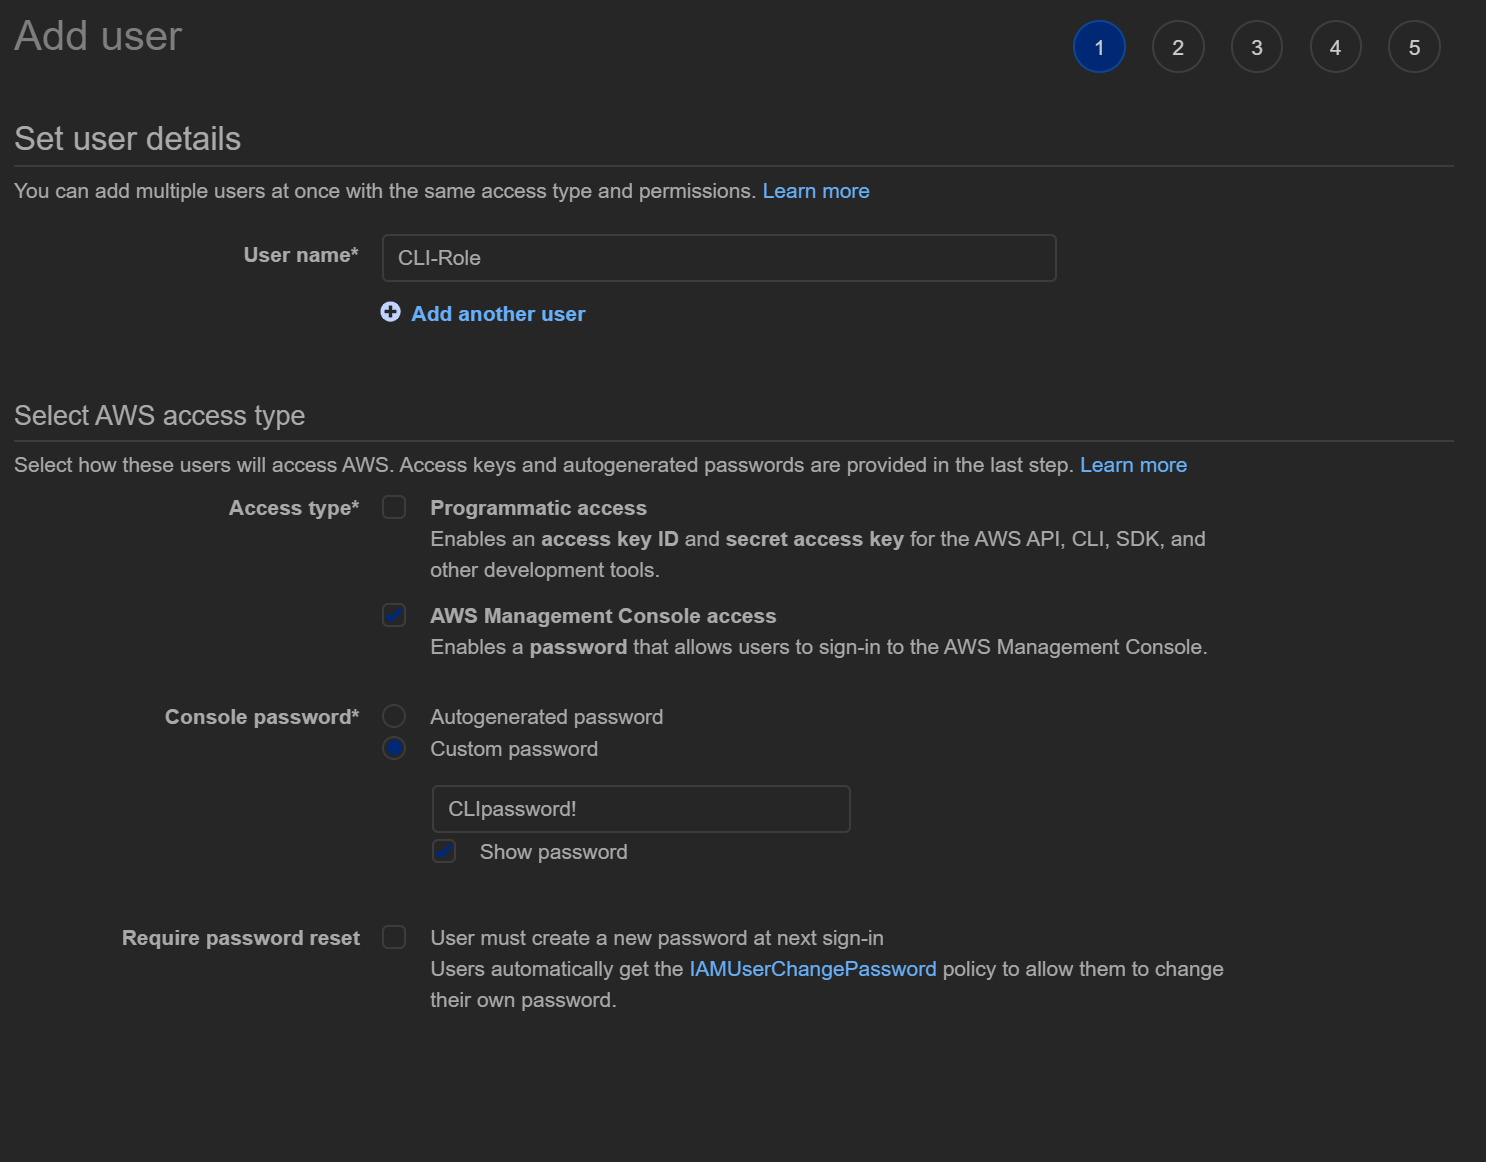 Add user
1 2 3 4 5
Set user details
You can add multiple users at once with the same access type and permissions. Learn more
User name* CLI-Role
Add another user
Select AWS access type
Select how these users will access AWS. Access keys and autogenerated passwords are provided in the last step. Learn more
Access type* Programmatic access
Enables an access key ID and secret access key for the AWS API, CLI, SDK, and
other development tools.
AWS Management Console access
Enables a password that allows users to sign-in to the AWS Management Console.
Console password* Autogenerated password
Custom password
CLIpassword!
Show password
Require password reset User must create a new password at next sign-in
Users automatically get the IAMUserChangePassword policy to allow them to change
their own password.